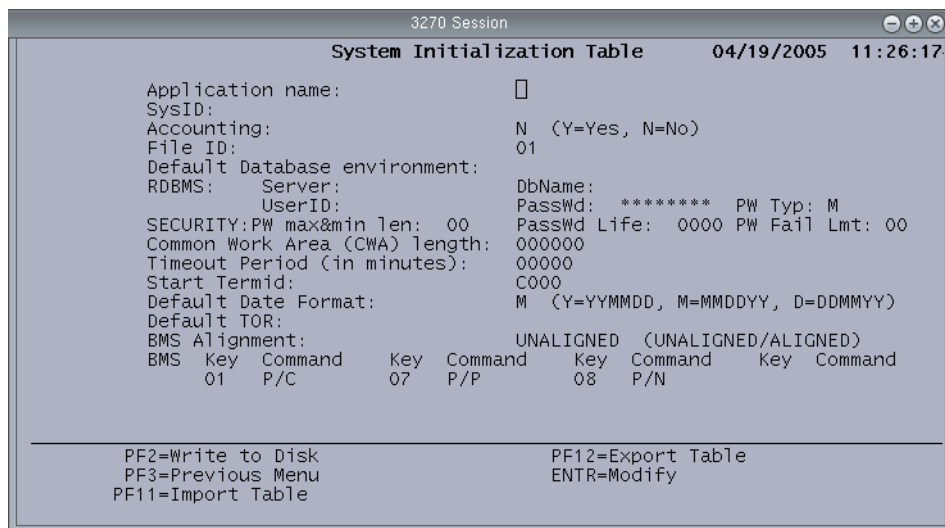 3270 Session
System Initialization Table 04/19/2005 11:26:17
Application name:
SysID:
Accounting: N (Y=Yes, N=No)
File ID: 01
Default Database environment:
RDBMS: Server: DbName:
UserID: PassWd: ******** PW Typ: M
SECURITY:PW max&min len: 00 PassWd Life: 0000 PW Fail Lmt: 00
Common Work Area (CWA) length: 000000
Timeout Period (in minutes): 00000
Start Termid: C000
Default Date Format: M (Y=YYMMDD, M=MMDDYY, D=DDMMYY)
Default TOR:
BMS Alignment: UNALIGNED (UNALIGNED/ALIGNED)
BMS Key Command Key Command Key Command Key Command
01 P/C 07 P/P 08 P/N
PF2=Write to Disk PF12=Export Table
PF3=Previous Menu ENTR=Modify
PF11=Import Table